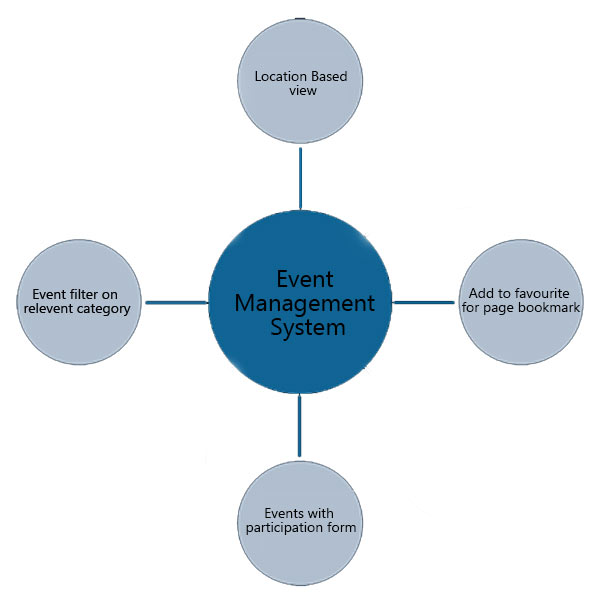 Location Based
view
Event filter on
relevent category
Event
Management
System
Add to favourite
for page bookmark
Events with
participation form